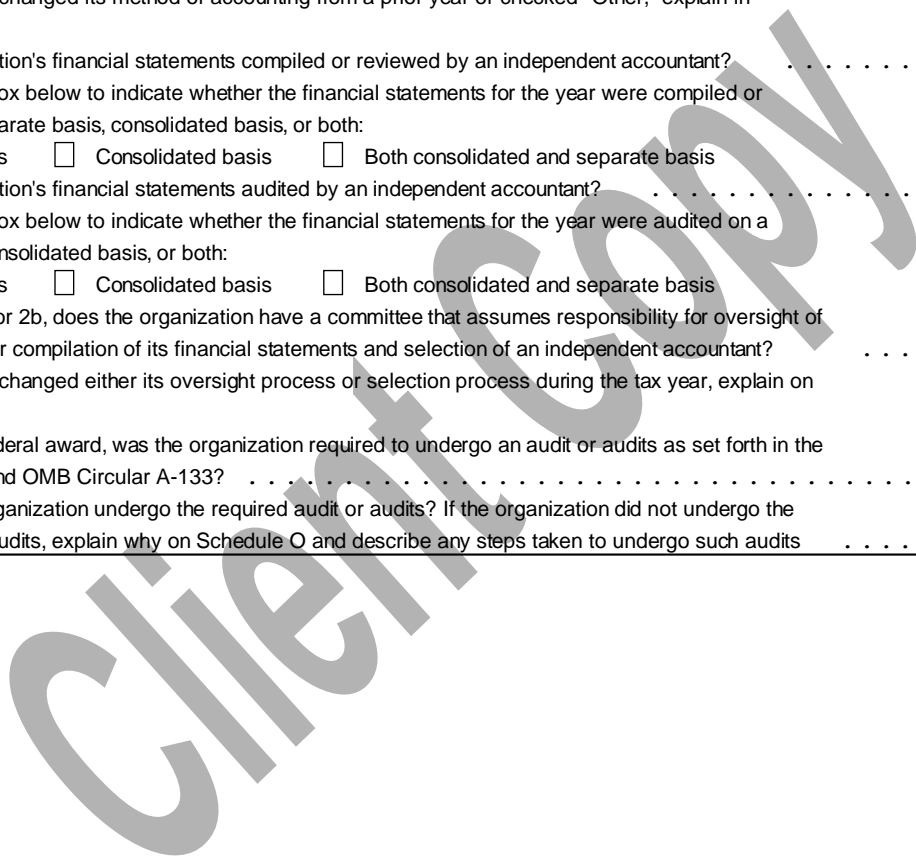 changed its method of accounting from a prior year or checked "Other," explain in
tion's financial statements compiled or reviewed by an independent accountant? . . . . . . .
ox below to indicate whether the financial statements for the year were compiled or
arate basis, consolidated basis, or both:
s Consolidated basis Both consolidated and separate basis
tion's financial statements audited by an independent accountant? . . . . . . . . . . . . . .
ox below to indicate whether the financial statements for the year were audited on a
nsolidated basis, or both:
s Consolidated basis Both consolidated and separate basis
or 2b, does the organization have a committee that assumes responsibility for oversight of
r compilation of its financial statements and selection of an independent accountant? . . .
changed either its oversight process or selection process during the tax year, explain on
deral award, was the organization required to undergo an audit or audits as set forth in the
nd OMB Circular A-133? . . . . . . . . . . . . . . . . . . . . . . . . . . . . . . . . . . . .
ganization undergo the required audit or audits? If the organization did not undergo the
udits, explain why on Schedule O and describe any steps taken to undergo such audits . . . .
Client Copy